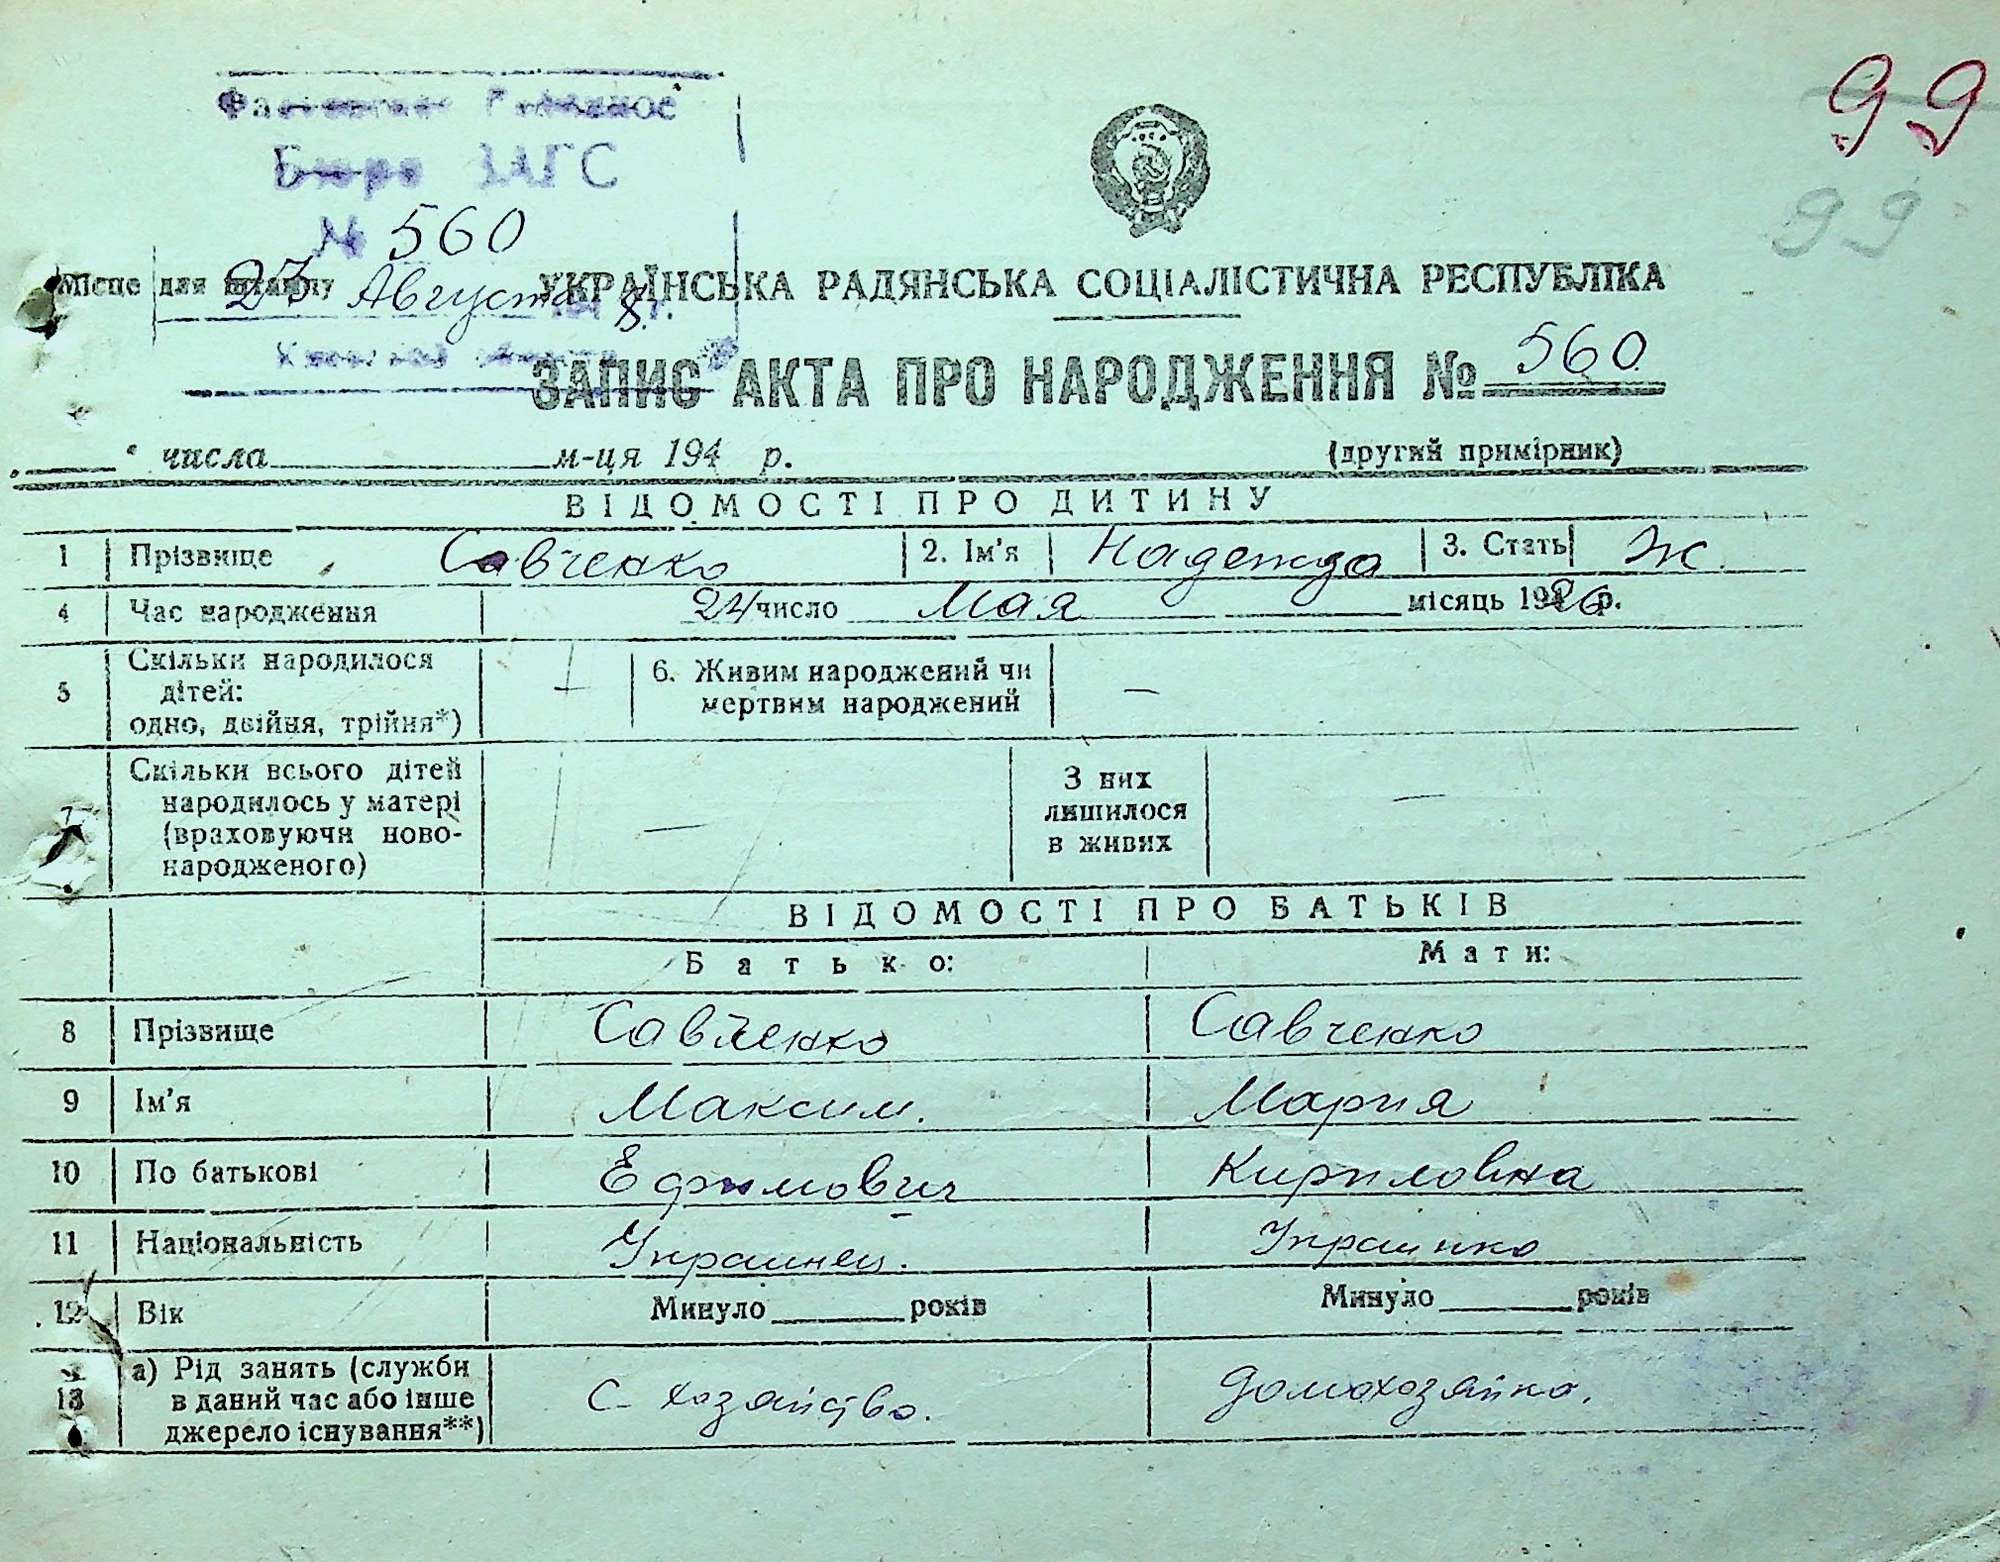 99
99
Бюро ЗАГС
№ 560
Місце для штампу
23 Августа 8
УКРАЇНСЬКА РАДЯНСЬКА СОЦІАЛІСТИЧНА РЕСПУБЛІКА
ЗАПИС АКТА ПРО НАРОДЖЕННЯ № 560
„ “ числа м-ця 194 р. (другий примірник)
ВІДОМОСТІ ПРО ДИТИНУ
1 Прізвище Савченко 2. Ім'я Надежда 3. Стать Ж.
4 Час народження 24 число Мая місяць 1926 р.
5 Скільки народилося дітей: одно, двійня, трійня*) — 6. Живим народжений чи мертвим народжений —
7 Скільки всього дітей народилось у матері (враховуючи новонародженого) — З них лишилося в живих —
ВІДОМОСТІ ПРО БАТЬКІВ
Батько: Мати:
8 Прізвище Савченко Савченко
9 Ім'я Максим. Мария
10 По батькові Ефимович Кириловна
11 Національність Украинец. Украинка
12 Вік Минуло років Минуло років
13 а) Рід занять (служби в даний час або інше джерело існування**) С-хозяйство. домохозяйка.